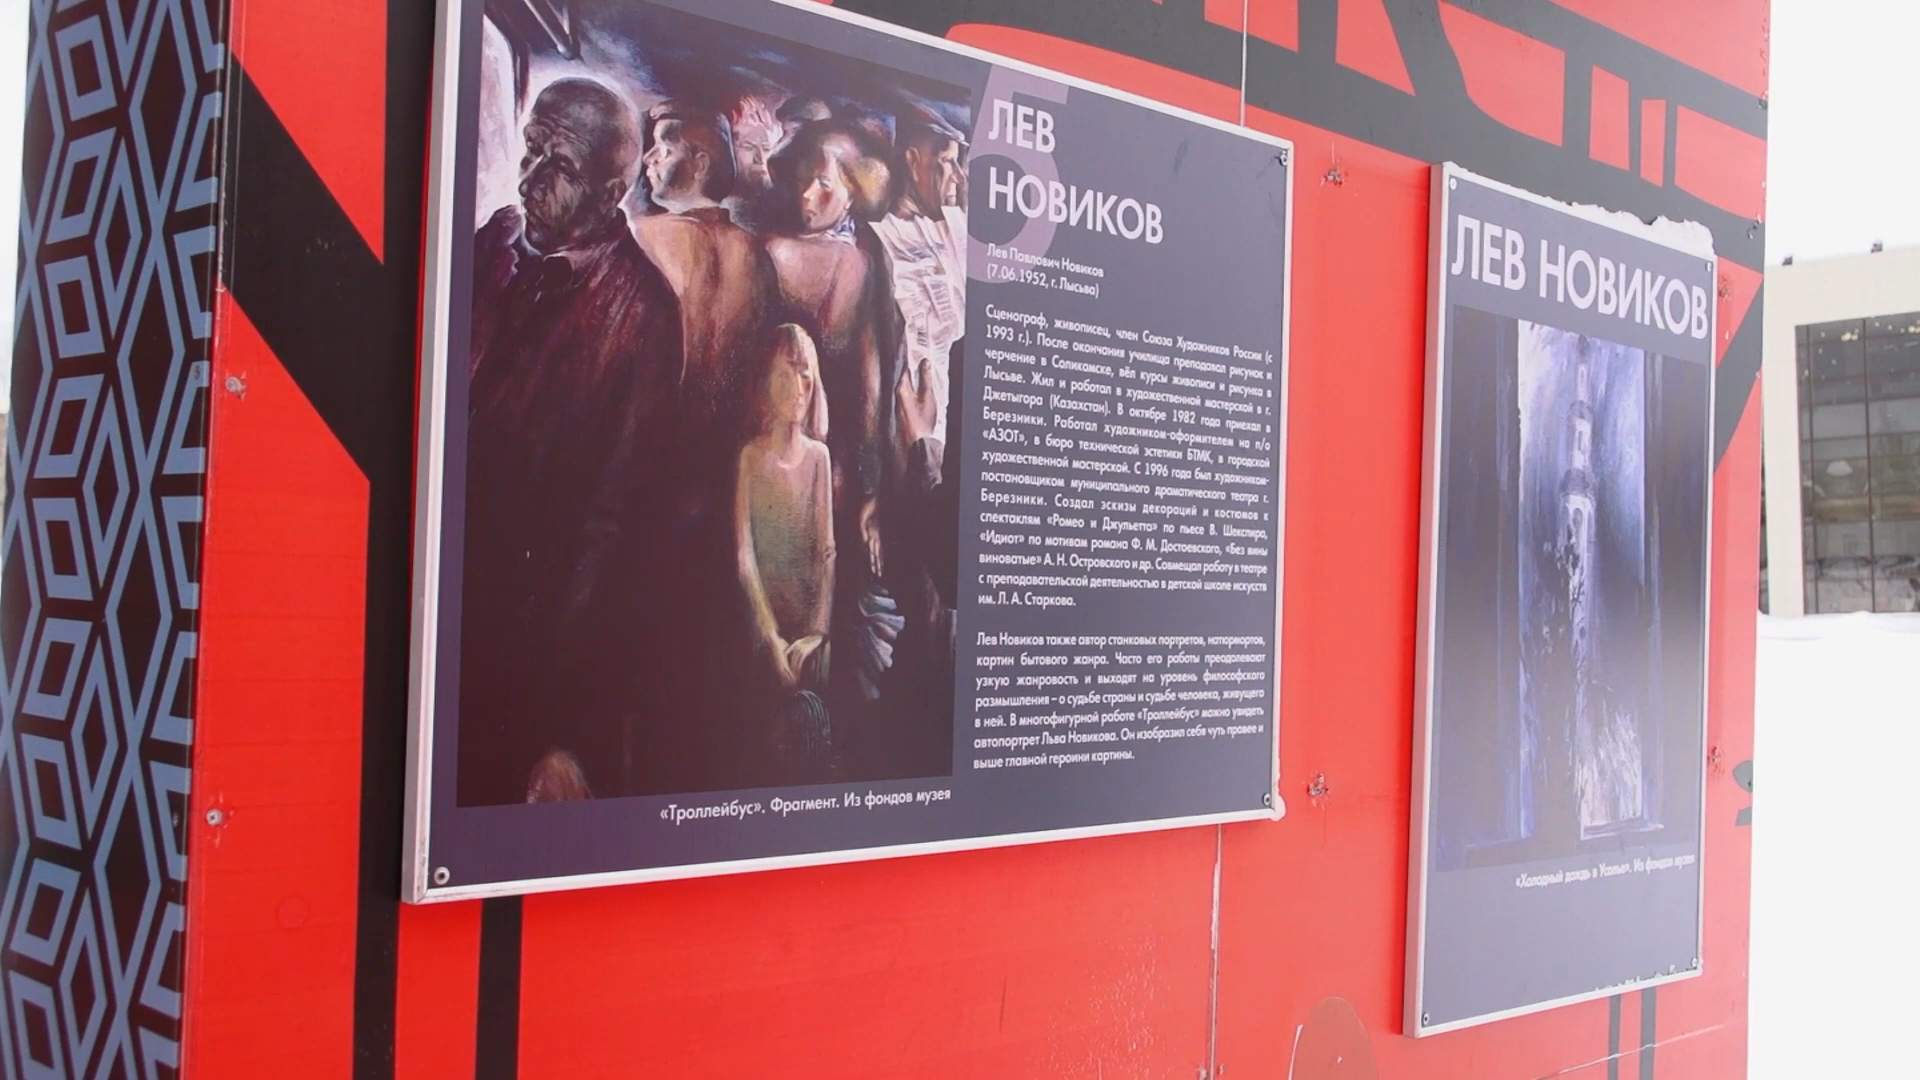 ЛЕВ
НОВИКОВ
Лев Павлович Новиков
(7.06.1952, г. Лысьва)
Сценограф, живописец, член Союза Художников России (с
1993 г.). После окончания училища преподавал рисунок и
черчение в Соликамске, вёл курсы живописи и рисунка в
Лысьве. Жил и работал в художественной мастерской в г.
Джетыгора (Казахстан). В октябре 1982 года приехал в
Березники. Работал художником-оформителем на п/о
«АЗОТ», в бюро технической эстетики БТМК, в городской
художественной мастерской. С 1996 года был художником-
постановщиком муниципального драматического театра г.
Березники. Создал эскизы декораций и костюмов к
спектаклям «Ромео и Джульетта» по пьесе В. Шекспира,
«Идиот» по мотивам романа Ф. М. Достоевского, «Без вины
виноватые» А. Н. Островского и др. Совмещал работу в театре
с преподавательской деятельностью в детской школе искусств
им. Л. А. Старкова.
Лев Новиков также автор станковых портретов, натюрмортов,
картин бытового жанра. Часто его работы преодолевают
узкую жанровость и выходят на уровень философского
размышления – о судьбе страны и судьбе человека, живущего
в ней. В многофигурной работе «Троллейбус» можно увидеть
автопортрет Льва Новикова. Он изобразил себя чуть правее и
выше главной героини картины.
«Троллейбус». Фрагмент. Из фондов музея
5
ЛЕВ НОВИКОВ
«Холодный дождь в Усолье». Из фондов музея